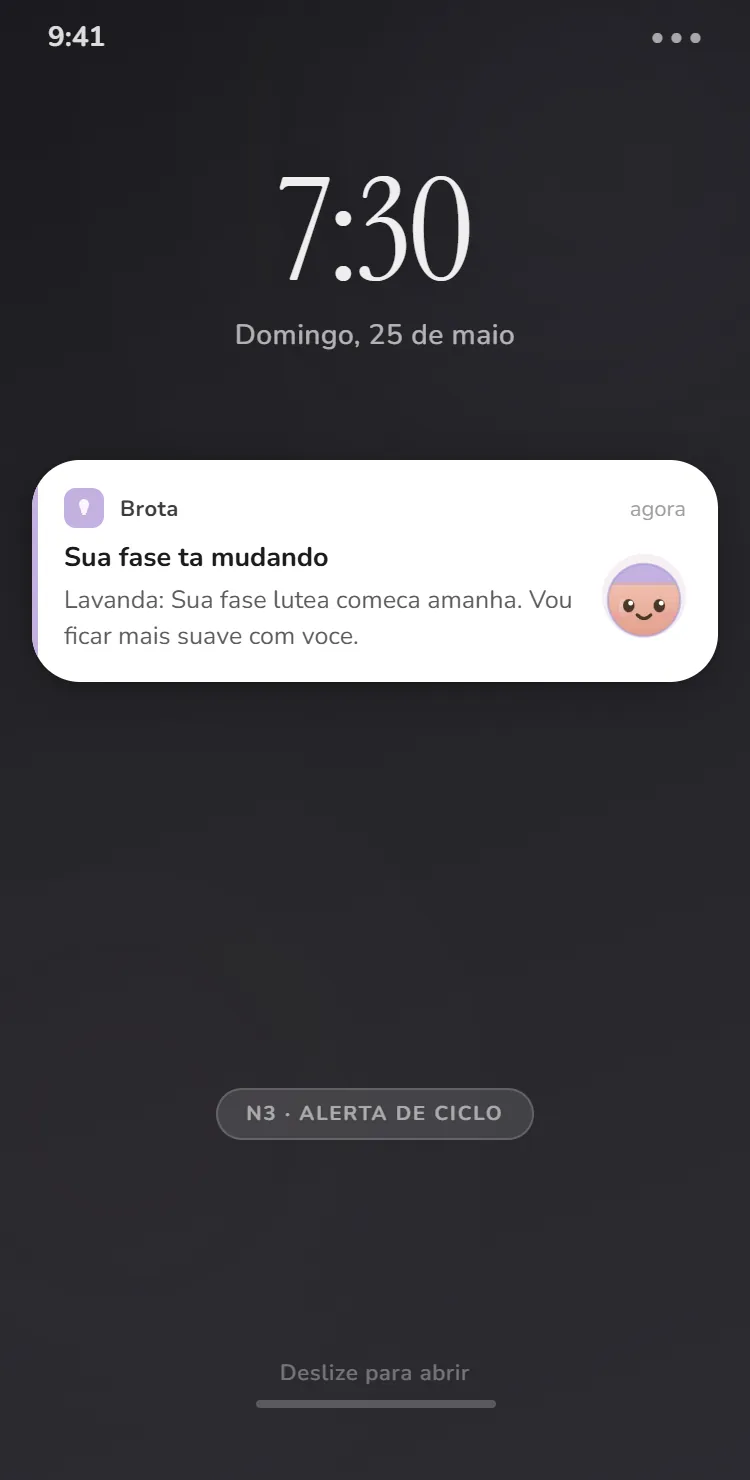 9:41
7:30
Domingo, 25 de maio
Brota
agora
Sua fase ta mudando
Lavanda: Sua fase lutea comeca amanha. Vou
ficar mais suave com voce.
N3 · ALERTA DE CICLO
Deslize para abrir